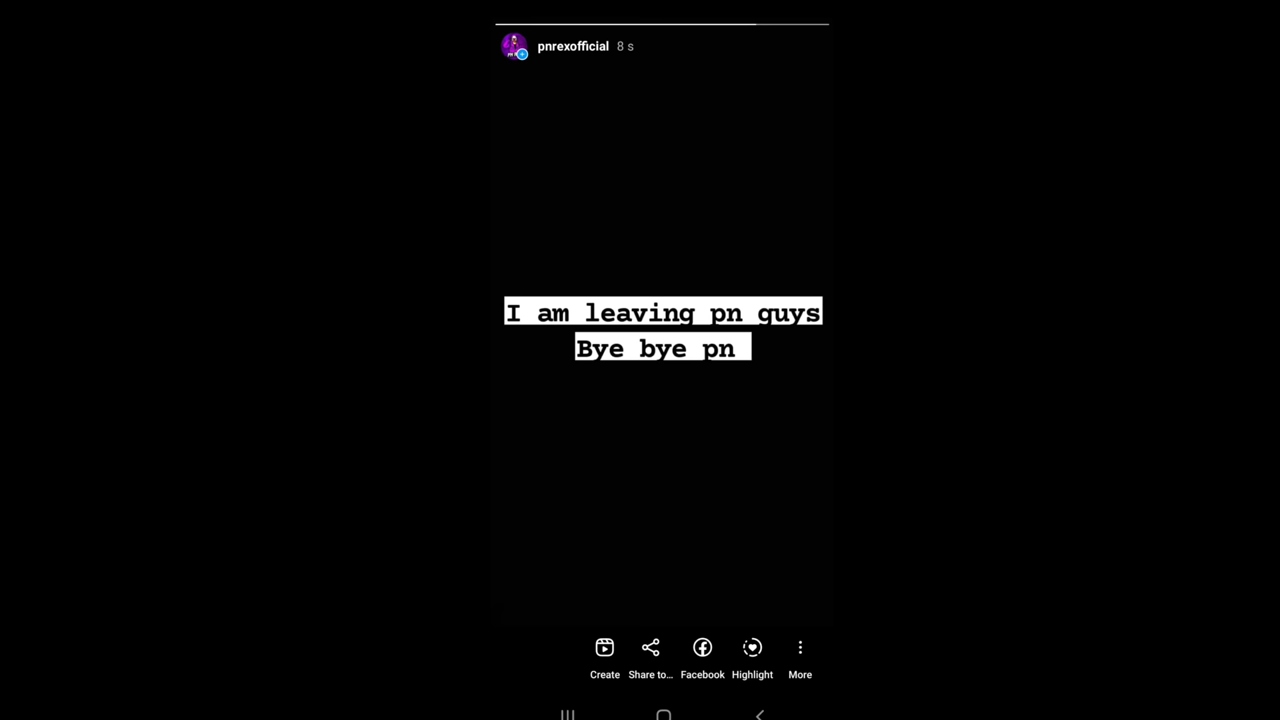 pnrexofficial 8 s
I am leaving pn guys
Bye bye pn
Create Share to... Facebook Highlight More